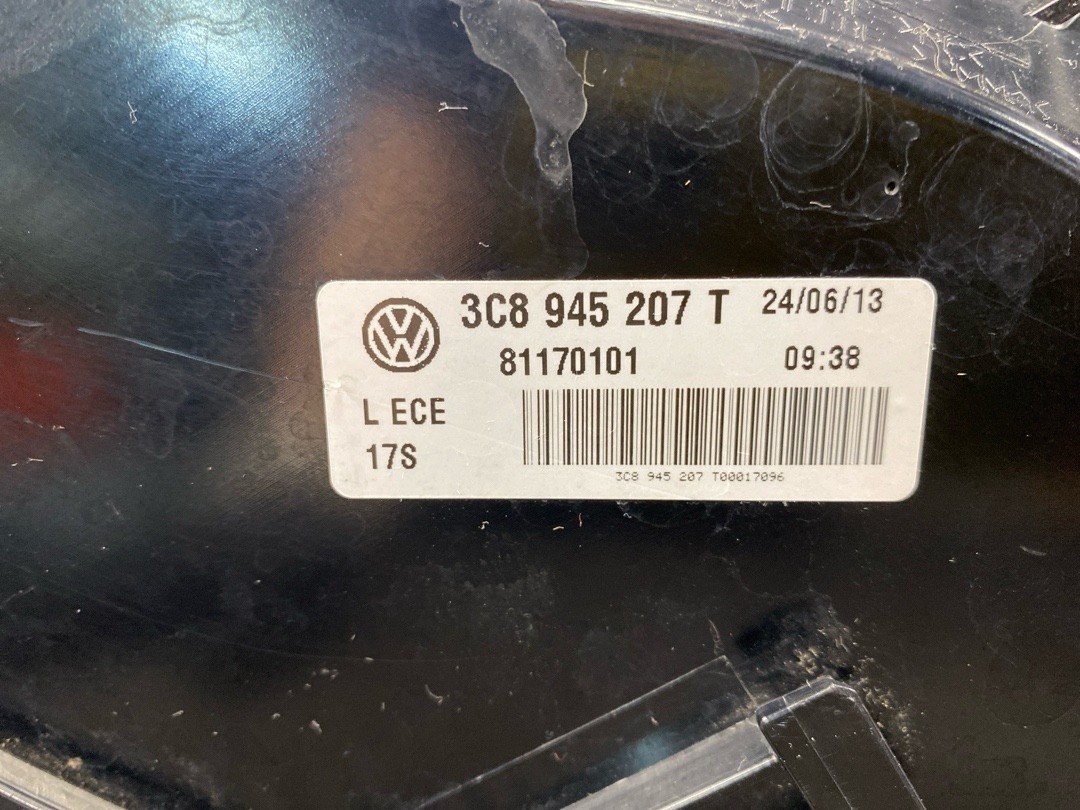 3C8 945 207 T 24/06/13
81170101 09:38
L ECE
17S
3C8 945 207 T00017096